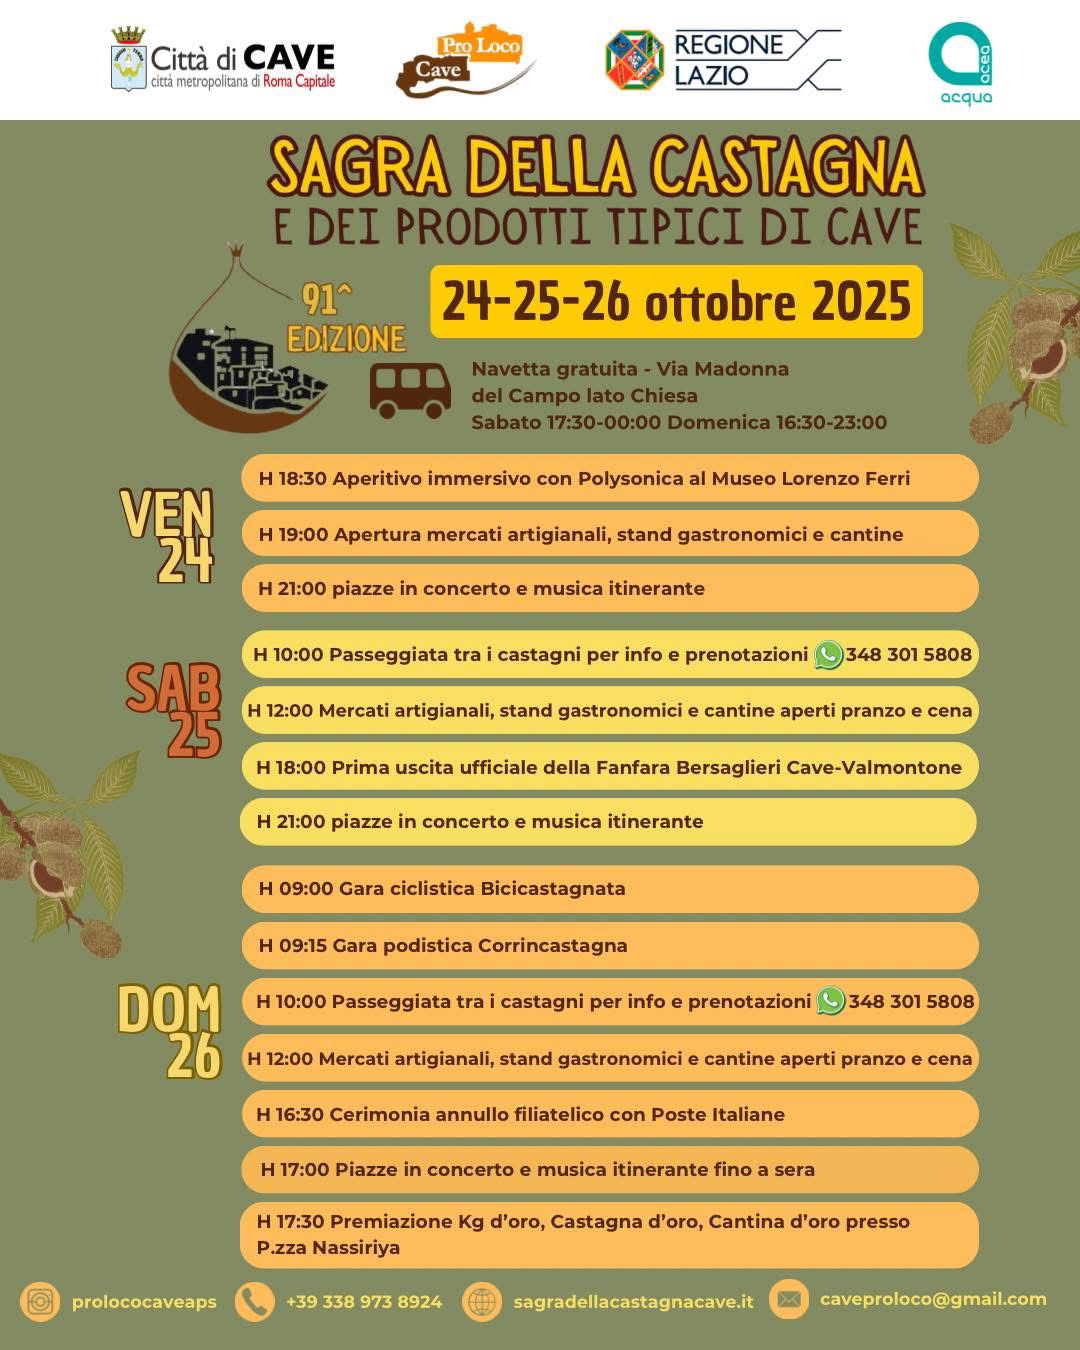 Città di CAVE
città metropolitana di Roma Capitale
Pro Loco
Cave
REGIONE
LAZIO
acea
acqua
SAGRA DELLA CASTAGNA
E DEI PRODOTTI TIPICI DI CAVE
91^
EDIZIONE
24-25-26 ottobre 2025
Navetta gratuita - Via Madonna
del Campo lato Chiesa
Sabato 17:30-00:00 Domenica 16:30-23:00
VEN
24
H 18:30 Aperitivo immersivo con Polysonica al Museo Lorenzo Ferri
H 19:00 Apertura mercati artigianali, stand gastronomici e cantine
H 21:00 piazze in concerto e musica itinerante
SAB
25
H 10:00 Passeggiata tra i castagni per info e prenotazioni 348 301 5808
H 12:00 Mercati artigianali, stand gastronomici e cantine aperti pranzo e cena
H 18:00 Prima uscita ufficiale della Fanfara Bersaglieri Cave-Valmontone
H 21:00 piazze in concerto e musica itinerante
DOM
26
H 09:00 Gara ciclistica Bicicastagnata
H 09:15 Gara podistica Corrincastagna
H 10:00 Passeggiata tra i castagni per info e prenotazioni 348 301 5808
H 12:00 Mercati artigianali, stand gastronomici e cantine aperti pranzo e cena
H 16:30 Cerimonia annullo filiatelico con Poste Italiane
H 17:00 Piazze in concerto e musica itinerante fino a sera
H 17:30 Premiazione Kg d'oro, Castagna d'oro, Cantina d'oro presso
P.zza Nassiriya
prolococaveaps
+39 338 973 8924
sagradellacastagnacave.it
caveproloco@gmail.com